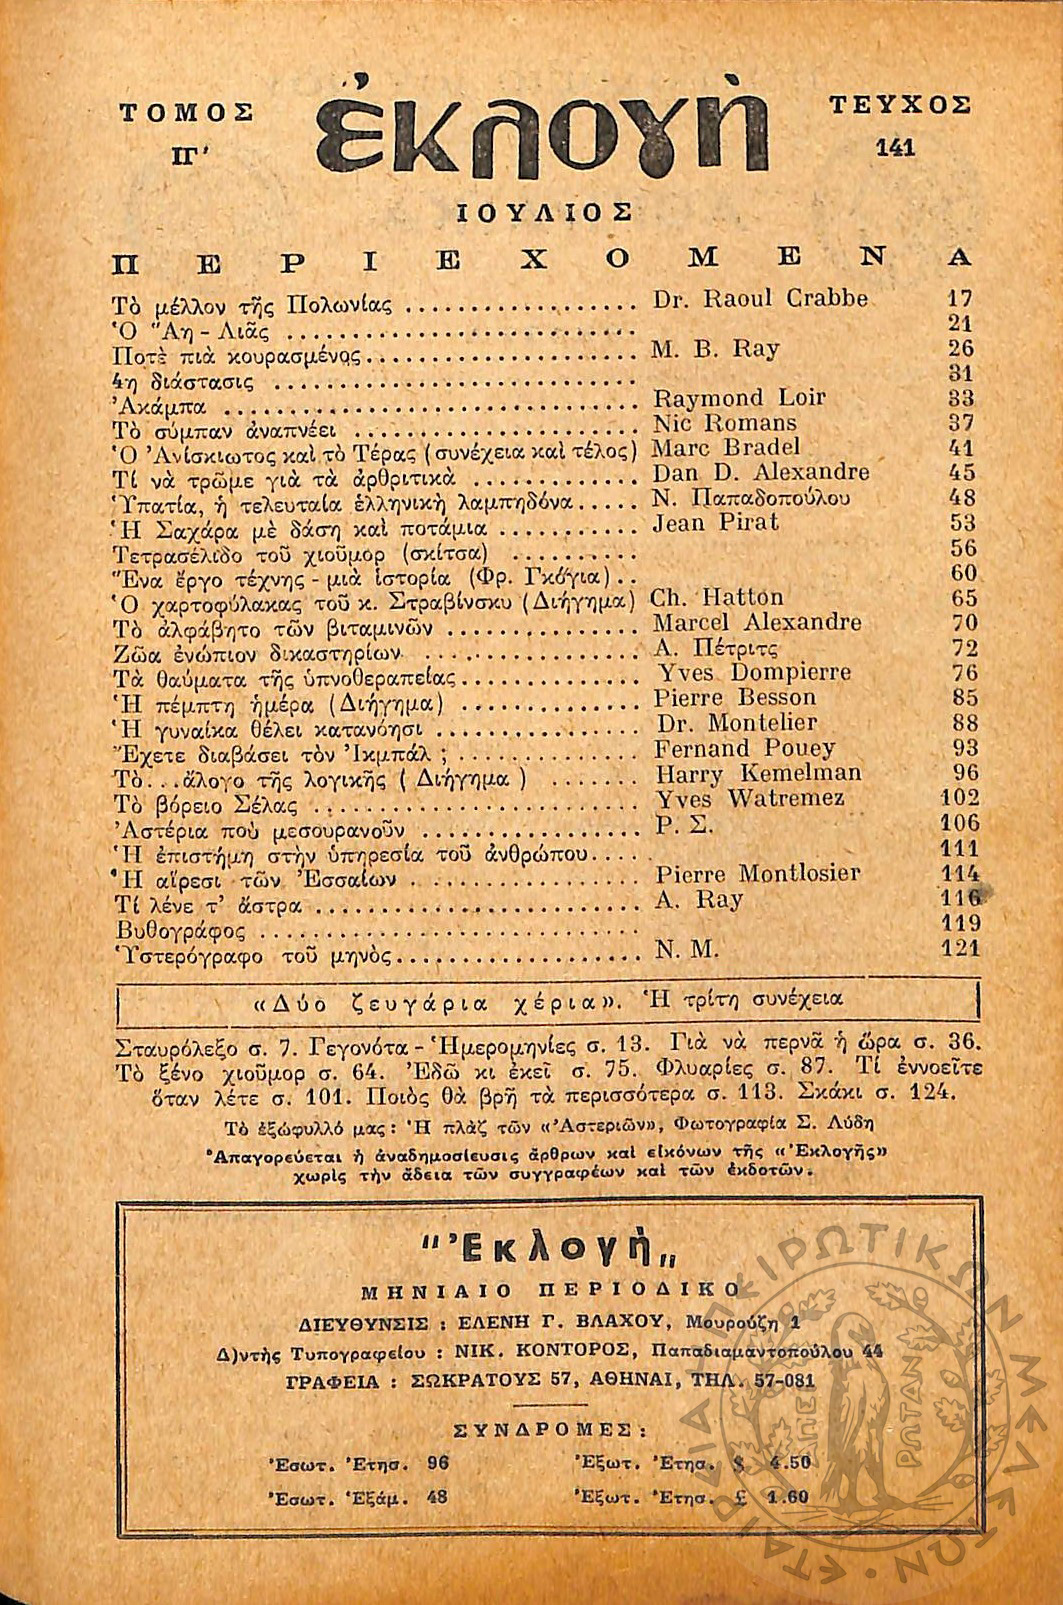 ΤΟΜΟΣ
ΙΓ'
ἐκλογὴ
ΤΕΥΧΟΣ
141
ΙΟΥΛΙΟΣ
ΠΕΡΙΕΧΟΜΕΝΑ
Τὸ μέλλον τῆς Πολωνίας .................. Dr. Raoul Crabbe 17
Ὁ Ἅη - Λιᾶς ........................... 21
Ποτὲ πιὰ κουρασμένος...................... M. B. Ray 26
4η διάστασις ............................ 31
Ἀκάμπα ................................ Raymond Loir 33
Τὸ σύμπαν ἀναπνέει ...................... Nic Romans 37
Ὁ Ἀνίσκιωτος καὶ τὸ Τέρας (συνέχεια καὶ τέλος) Marc Bradel 41
Τί νὰ τρῶμε γιὰ τὰ ἀρθριτικὰ ............. Dan D. Alexandre 45
Ὑπατία, ἡ τελευταία ἑλληνικὴ λαμπηδόνα..... Ν. Παπαδοπούλου 48
Ἡ Σαχάρα μὲ δάση καὶ ποτάμια ........... Jean Pirat 53
Τετρασέλιδο τοῦ χιοῦμορ (σκίτσα) .......... 56
Ἕνα ἔργο τέχνης - μιὰ ἱστορία (Φρ. Γκόγια) .. 60
Ὁ χαρτοφύλακας τοῦ κ. Στραβίνσκυ (Διήγημα) Ch. Hatton 65
Τὸ ἀλφάβητο τῶν βιταμινῶν ............... Marcel Alexandre 70
Ζῶα ἐνώπιον δικαστηρίων ................. Α. Πέτριτς 72
Τὰ θαύματα τῆς ὑπνοθεραπείας.............. Yves Dompierre 76
Ἡ πέμπτη ἡμέρα (Διήγημα) .............. Pierre Besson 85
Ἡ γυναίκα θέλει κατανόησι ................ Dr. Montelier 88
Ἔχετε διαβάσει τὸν Ἰκμπάλ ; .............. Fernand Pouey 93
Τὸ...ἄλογο τῆς λογικῆς ( Διήγημα ) ....... Harry Kemelman 96
Τὸ βόρειο Σέλας ......................... Yves Watremez 102
Ἀστέρια ποὺ μεσουρανοῦν ................. Ρ. Σ. 106
Ἡ ἐπιστήμη στὴν ὑπηρεσία τοῦ ἀνθρώπου..... 111
Ἡ αἵρεσι τῶν Ἐσσαίων .................. Pierre Montlosier 114
Τί λένε τ' ἄστρα ......................... A. Ray 116
Βυθογράφος ............................. 119
Ὑστερόγραφο τοῦ μηνὸς................... Ν. Μ. 121
«Δύο ζευγάρια χέρια». Ἡ τρίτη συνέχεια
Σταυρόλεξο σ. 7. Γεγονότα - Ἡμερομηνίες σ. 13. Γιὰ νὰ περνᾶ ἡ ὥρα σ. 36.
Τὸ ξένο χιοῦμορ σ. 64. Ἐδῶ κι ἐκεῖ σ. 75. Φλυαρίες σ. 87. Τί ἐννοεῖτε
ὅταν λέτε σ. 101. Ποιὸς θὰ βρῆ τὰ περισσότερα σ. 113. Σκάκι σ. 124.
Τὸ ἐξώφυλλό μας : Ἡ πλὰζ τῶν «Ἀστεριῶν», Φωτογραφία Σ. Λύδη
Ἀπαγορεύεται ἡ ἀναδημοσίευσις ἄρθρων καὶ εἰκόνων τῆς «Ἐκλογῆς»
χωρὶς τὴν ἄδεια τῶν συγγραφέων καὶ τῶν ἐκδοτῶν.
"Ἐκλογὴ„
ΜΗΝΙΑΙΟ ΠΕΡΙΟΔΙΚΟ
ΔΙΕΥΘΥΝΣΙΣ : ΕΛΕΝΗ Γ. ΒΛΑΧΟΥ, Μουρούζη 1
Δ)ντὴς Τυπογραφείου : ΝΙΚ. ΚΟΝΤΟΡΟΣ, Παπαδιαμαντοπούλου 44
ΓΡΑΦΕΙΑ : ΣΩΚΡΑΤΟΥΣ 57, ΑΘΗΝΑΙ, ΤΗΛ. 57-081
ΣΥΝΔΡΟΜΕΣ :
Ἐσωτ. Ἐτησ. 96 Ἐξωτ. Ἐτησ. $ 4.50
Ἐσωτ. Ἑξάμ. 48 Ἐξωτ. Ἐτησ. £ 1.60
ΕΤΑΙΡΕΙΑ ΗΠΕΙΡΩΤΙΚΩΝ ΜΕΛΕΤΩΝ
ΑΠΕΙ ΡΩΤΑΝ